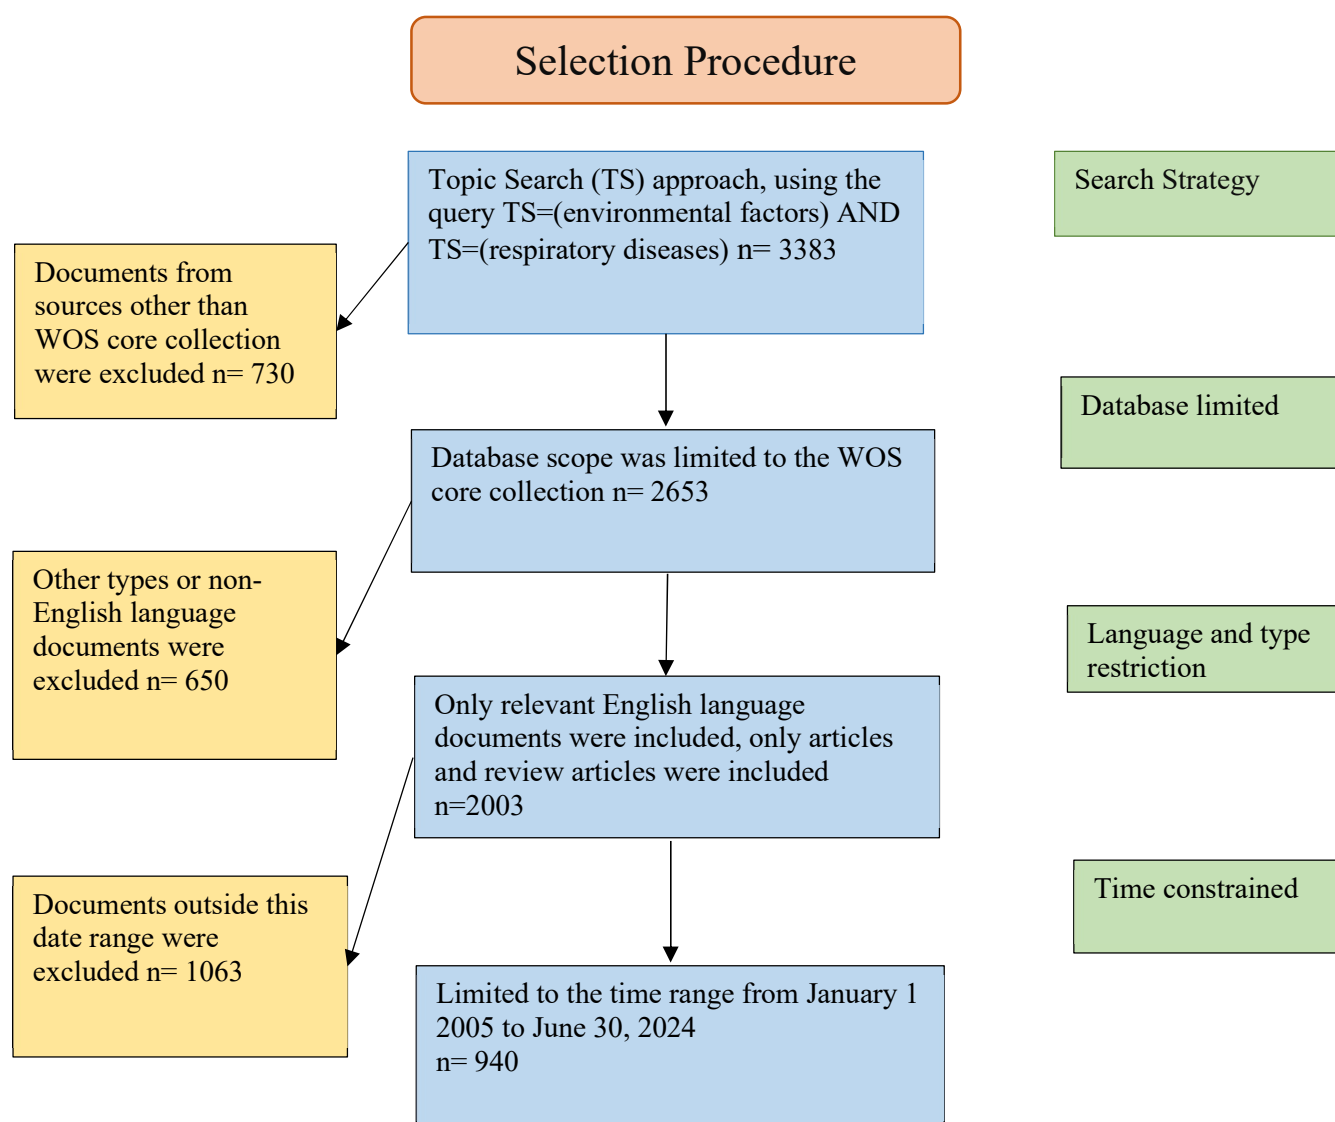 Selection Procedure
Topic Search (TS) approach, using the
query TS=(environmental factors) AND
TS=(respiratory diseases) n= 3383
Search Strategy
Documents from
sources other than
WOS core collection
were excluded n= 730
Database limited
Database scope was limited to the WOS
core collection n= 2653
Other types or non-
English language
documents were
excluded n= 650
Language and type
restriction
Only relevant English language
documents were included, only articles
and review articles were included
n=2003
Documents outside this
date range were
excluded n= 1063
Time constrained
Limited to the time range from January 1
2005 to June 30, 2024
n= 940